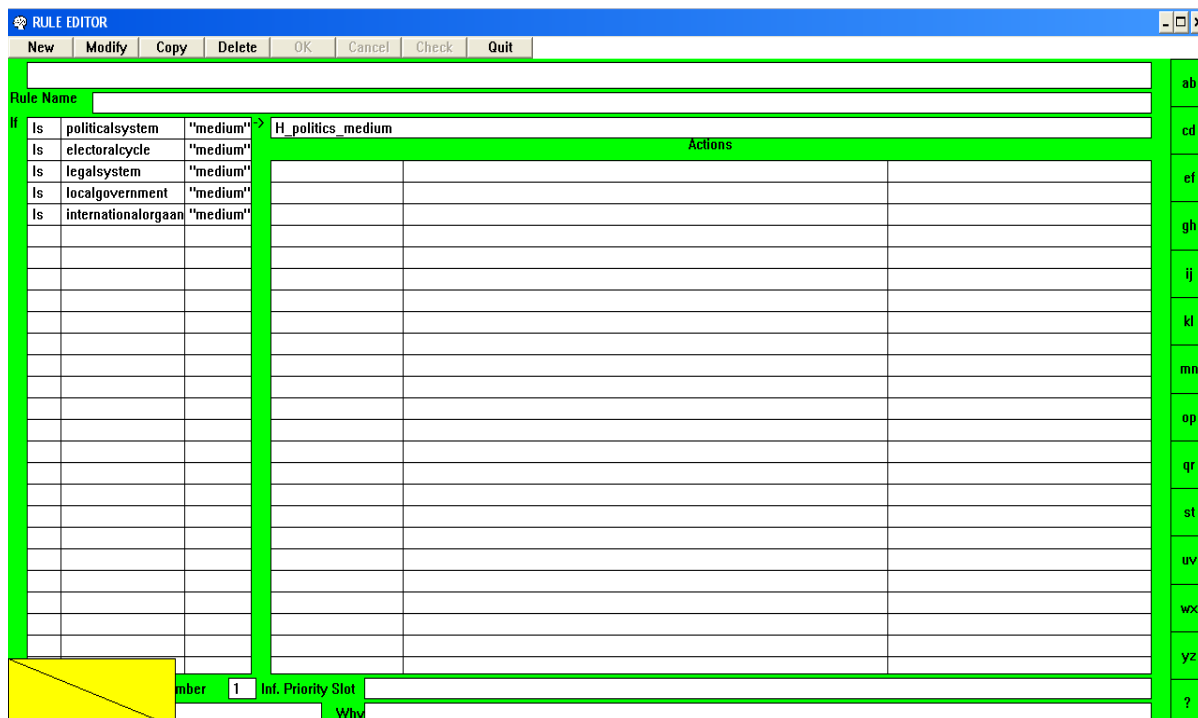 RULE EDITOR
New Modify Copy Delete OK Cancel Check Quit
Rule Name
If Is politicalsystem "medium" -> H_politics_medium
Actions
Is electoralcycle "medium"
Is legalsystem "medium"
Is localgovernment "medium"
Is internationalorgaan "medium"
mber 1 Inf. Priority Slot
Why
ab
cd
ef
gh
ij
kl
mn
op
qr
st
uv
wx
yz
?